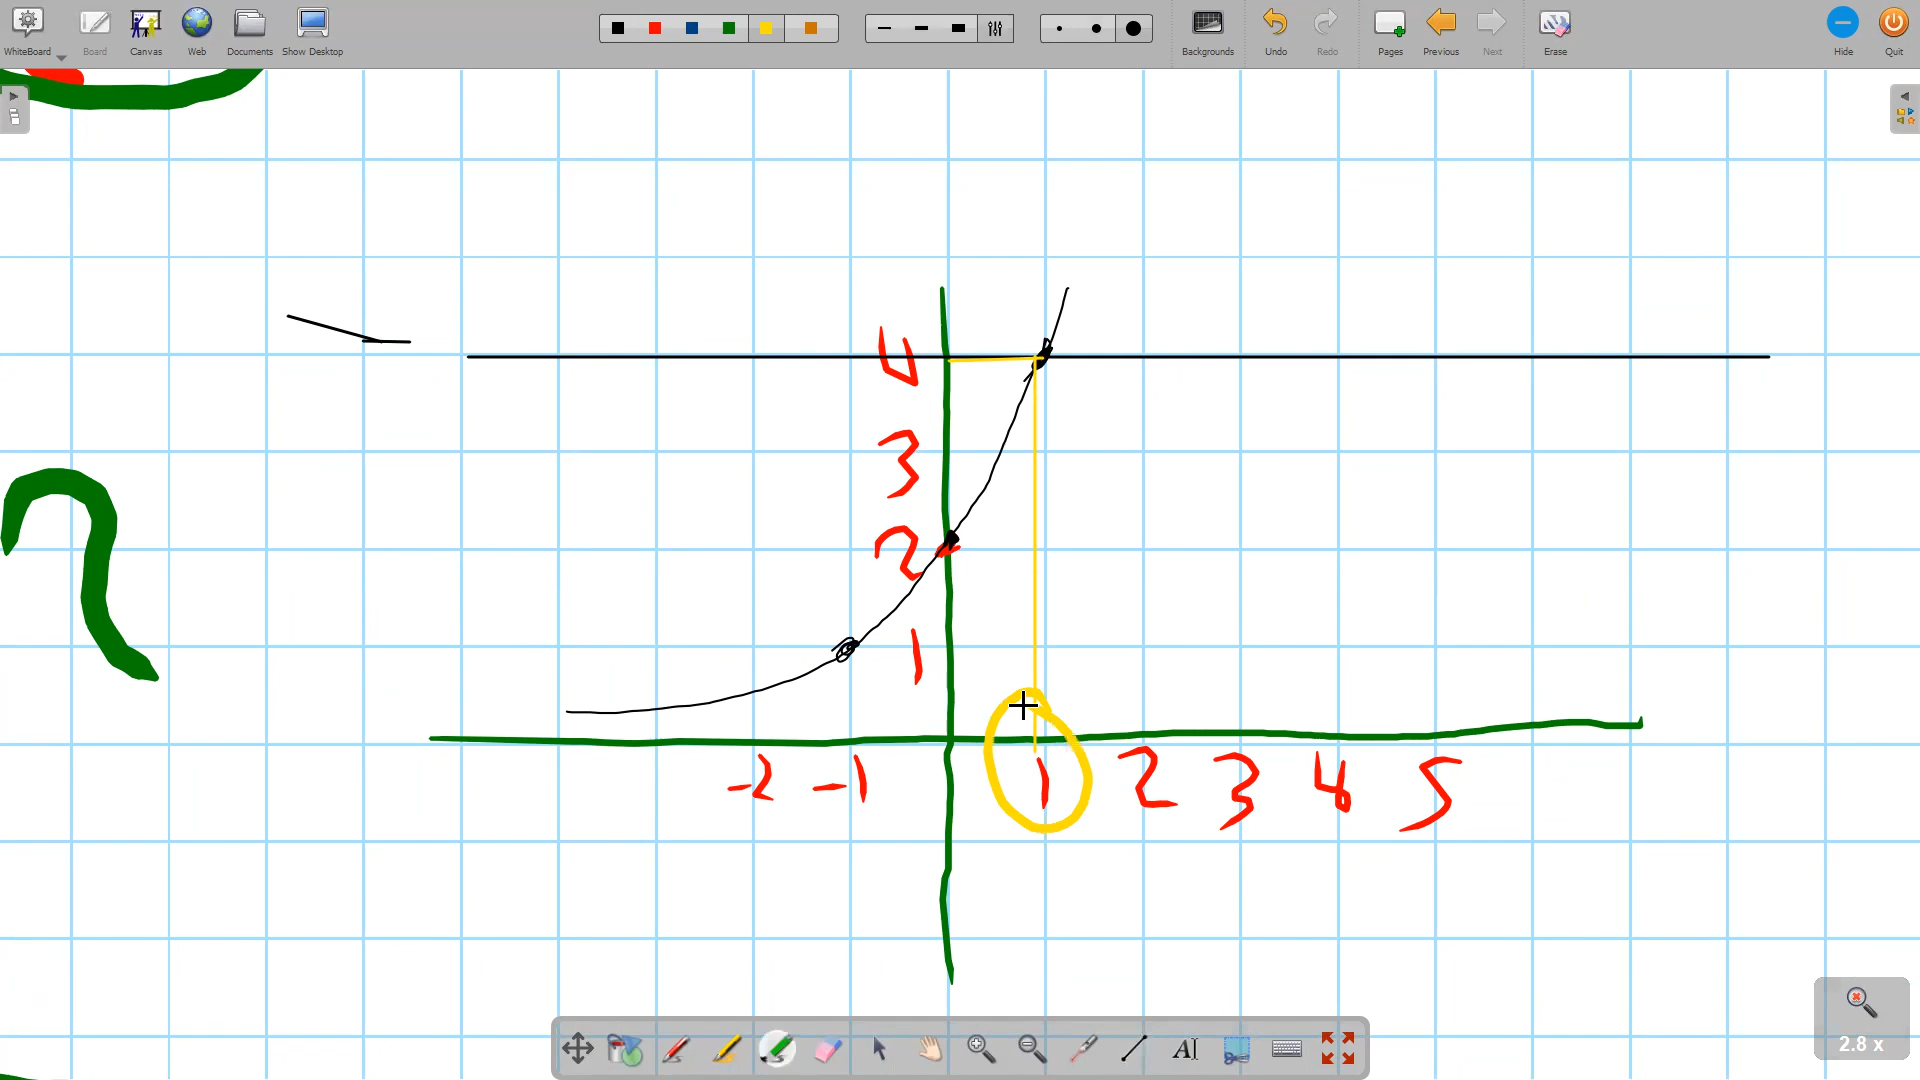 WhiteBoard Board Canvas Web Documents Show Desktop Backgrounds Undo Redo Pages Previous Next Erase Hide Quit
4
3
2
1
-2 -1 1 2 3 4 5
?
2.8 x